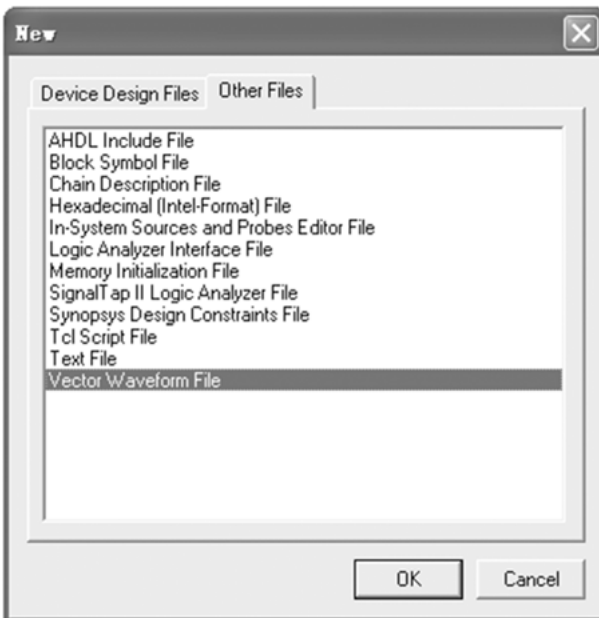 New
Device Design Files
Other Files
AHDL Include File
Block Symbol File
Chain Description File
Hexadecimal (Intel-Format) File
In-System Sources and Probes Editor File
Logic Analyzer Interface File
Memory Initialization File
SignalTap II Logic Analyzer File
Synopsys Design Constraints File
Tcl Script File
Text File
Vector Waveform File
OK
Cancel